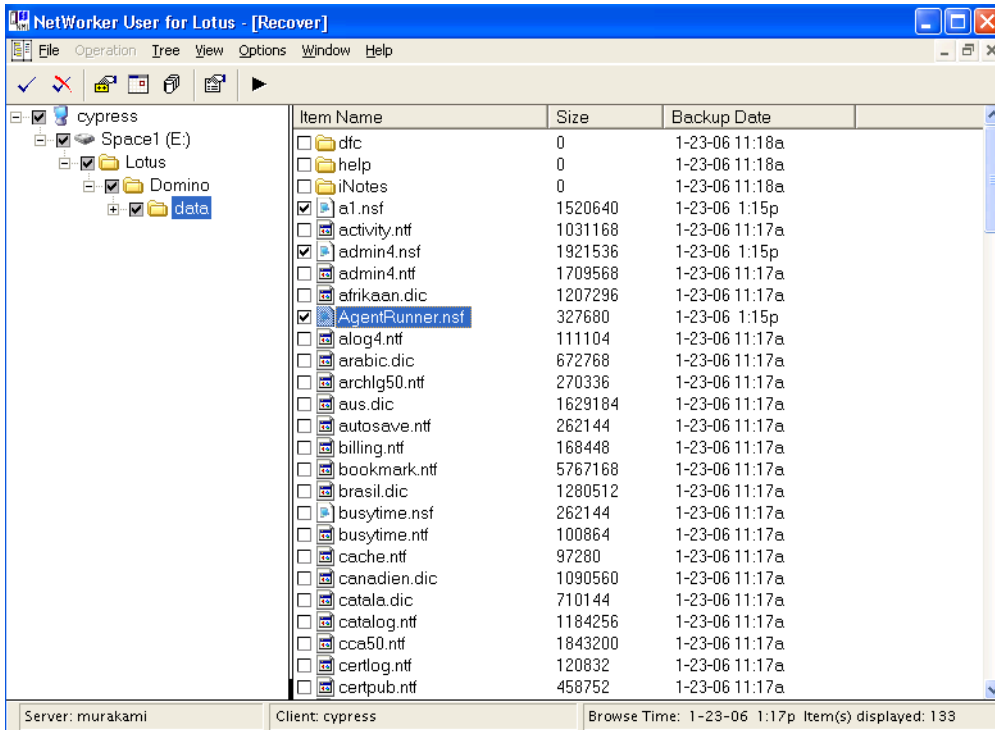 NetWorker User for Lotus - [Recover]
File Operation Tree View Options Window Help
cypress
Space1 (E:)
Lotus
Domino
data
Item Name Size Backup Date
dfc 0 1-23-06 11:18a
help 0 1-23-06 11:18a
iNotes 0 1-23-06 11:18a
a1.nsf 1520640 1-23-06 1:15p
activity.ntf 1031168 1-23-06 11:17a
admin4.nsf 1921536 1-23-06 1:15p
admin4.ntf 1709568 1-23-06 11:17a
afrikaan.dic 1207296 1-23-06 11:17a
AgentRunner.nsf 327680 1-23-06 1:15p
alog4.ntf 111104 1-23-06 11:17a
arabic.dic 672768 1-23-06 11:17a
archlg50.ntf 270336 1-23-06 11:17a
aus.dic 1629184 1-23-06 11:17a
autosave.ntf 262144 1-23-06 11:17a
billing.ntf 168448 1-23-06 11:17a
bookmark.ntf 5767168 1-23-06 11:17a
brasil.dic 1280512 1-23-06 11:17a
busytime.nsf 262144 1-23-06 11:17a
busytime.ntf 100864 1-23-06 11:17a
cache.ntf 97280 1-23-06 11:17a
canadien.dic 1090560 1-23-06 11:17a
catala.dic 710144 1-23-06 11:17a
catalog.ntf 1184256 1-23-06 11:17a
cca50.ntf 1843200 1-23-06 11:17a
certlog.ntf 120832 1-23-06 11:17a
certpub.ntf 458752 1-23-06 11:17a
Server: murakami Client: cypress Browse Time: 1-23-06 1:17p Item(s) displayed: 133